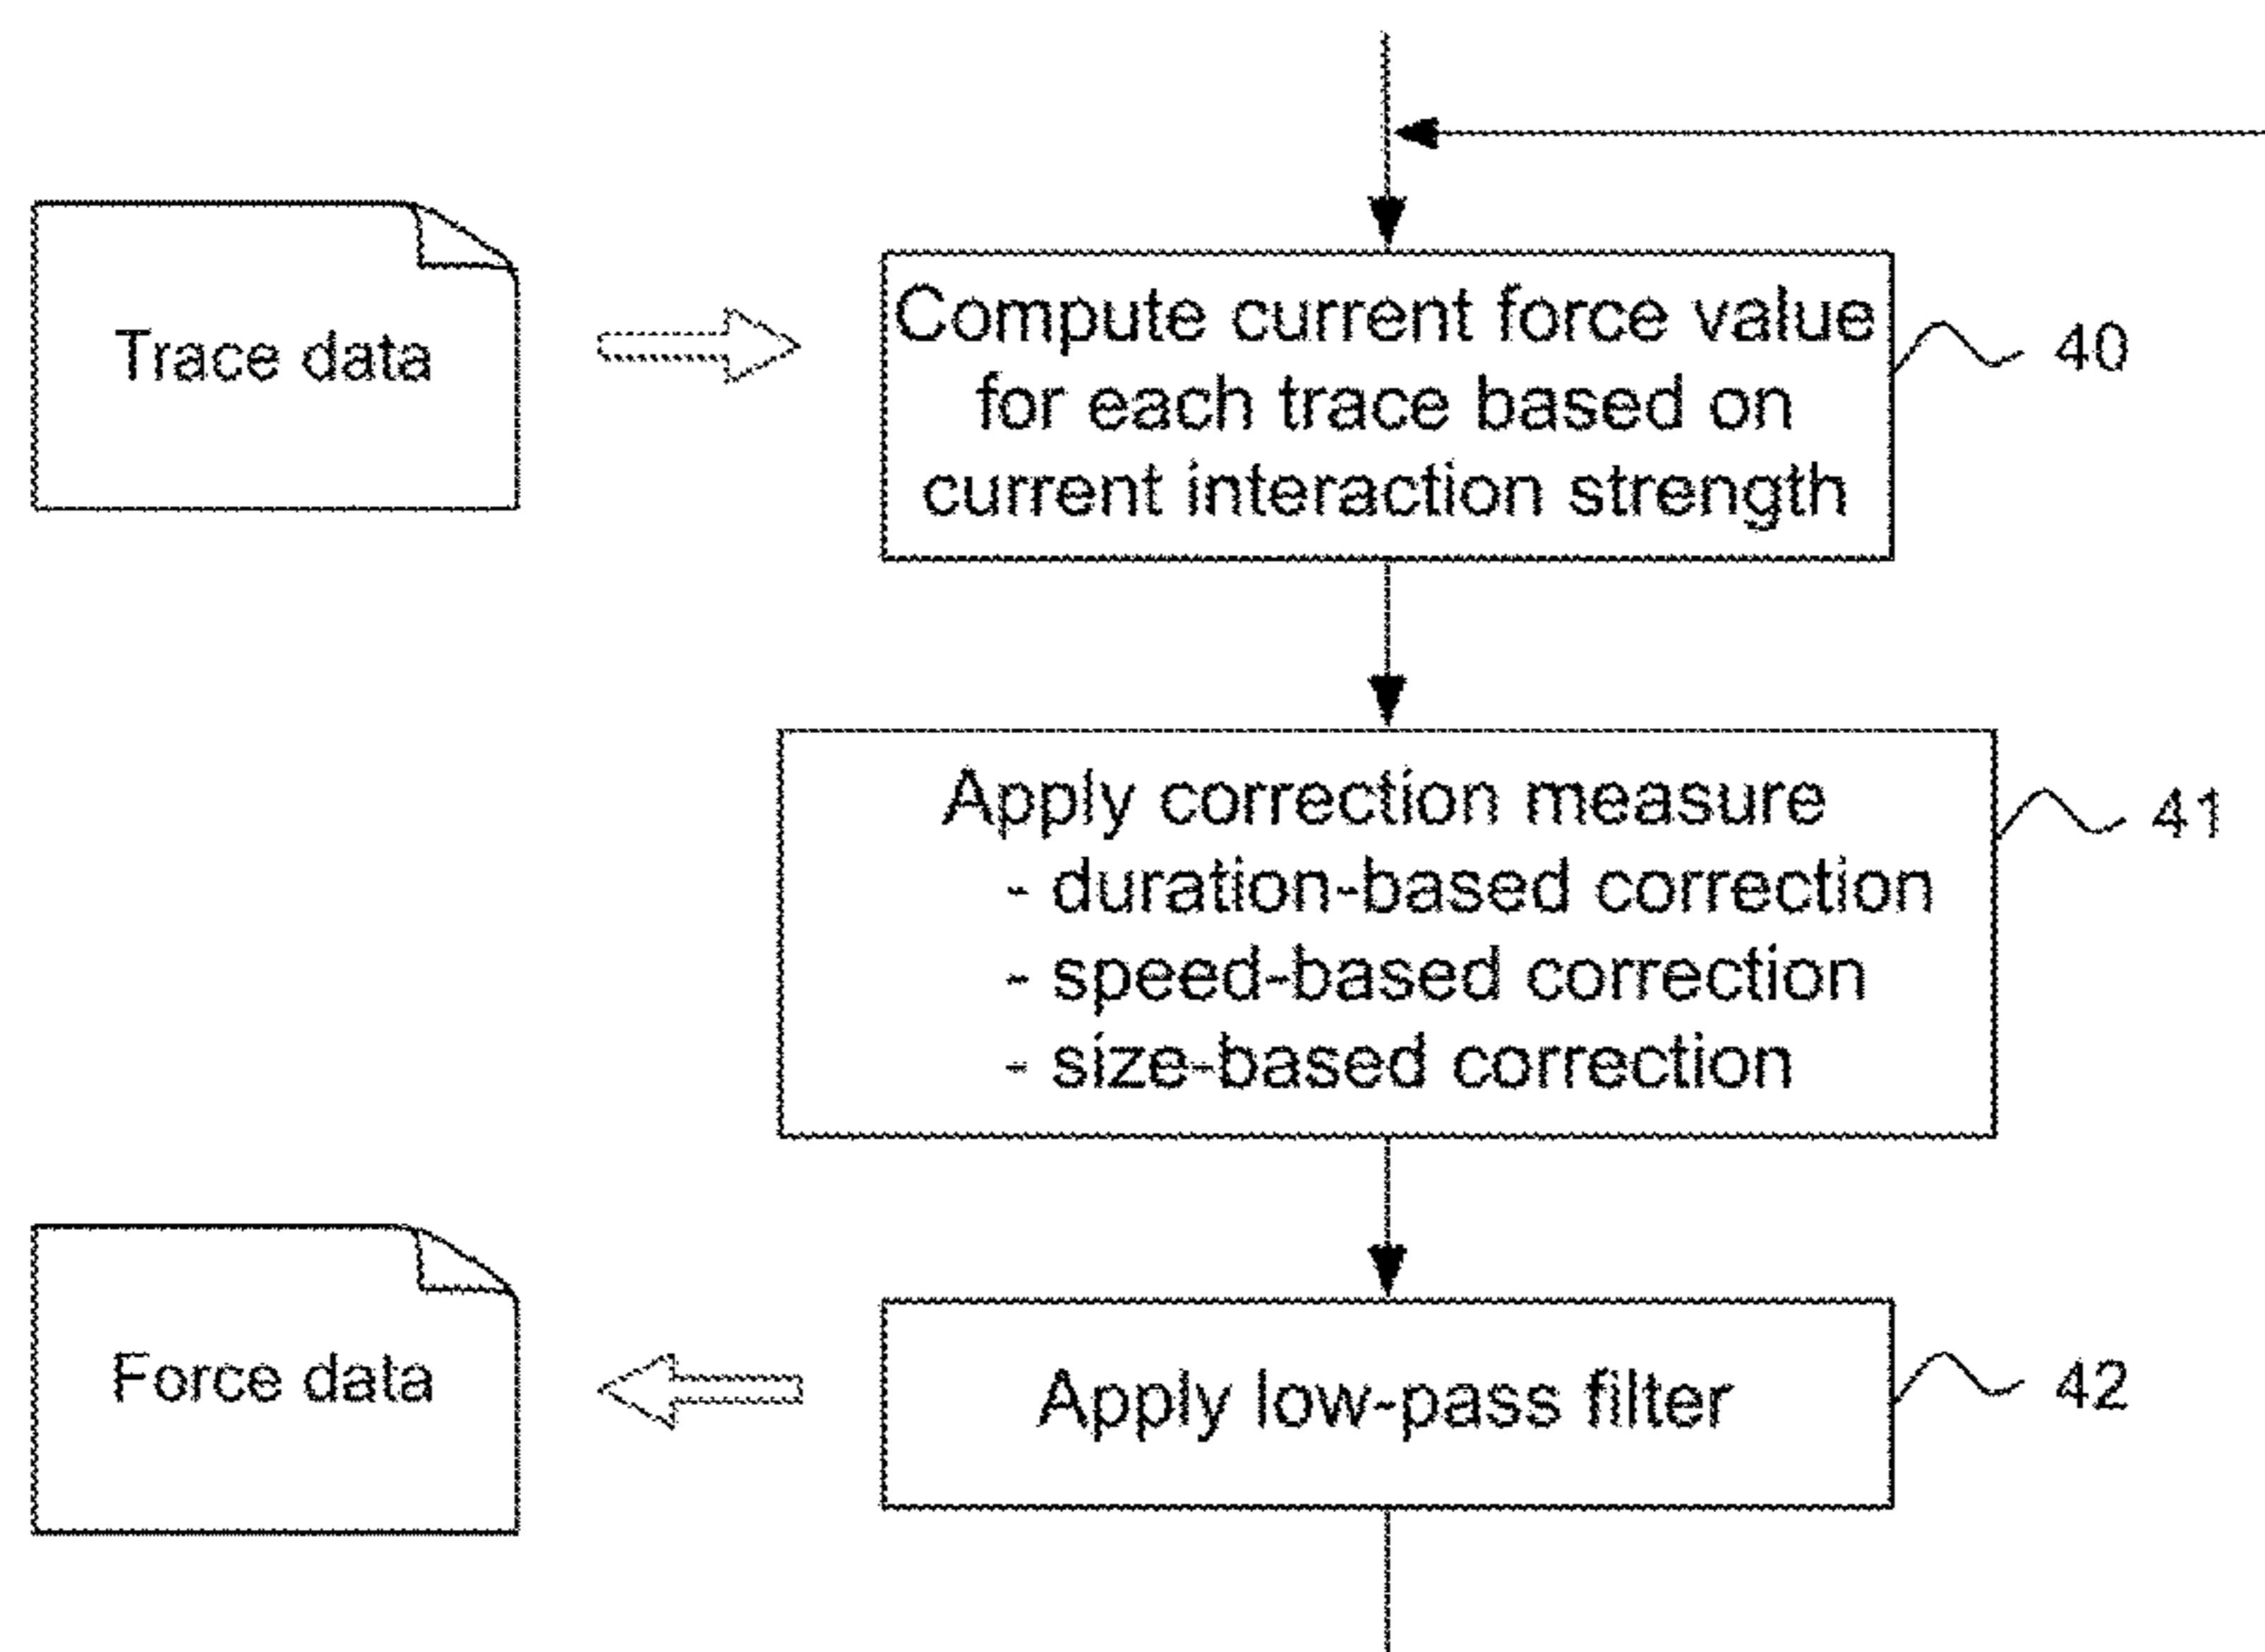 Trace data
Compute current force value
for each trace based on
current interaction strength
40
Apply correction measure
- duration-based correction
- speed-based correction
- size-based correction
41
Force data
Apply low-pass filter
42